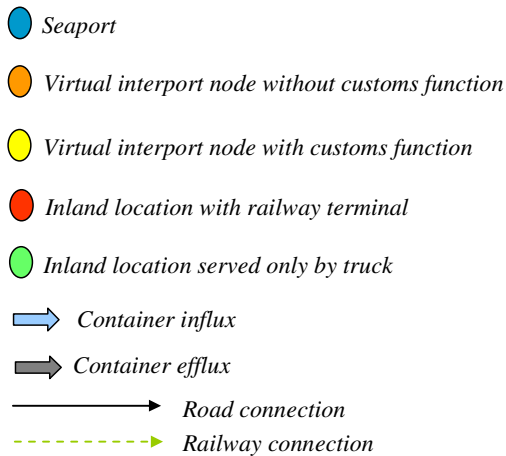 Seaport
Virtual interport node without customs function
Virtual interport node with customs function
Inland location with railway terminal
Inland location served only by truck
Container influx
Container efflux
Road connection
Railway connection